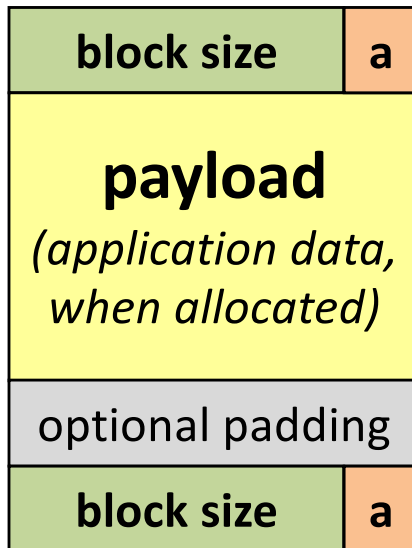 block size a
payload
(application data,
when allocated)
optional padding
block size a